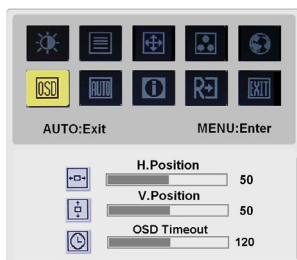 OSD AUTO i R EXIT
AUTO:Exit MENU:Enter
H.Position
50
V.Position
50
OSD Timeout
120